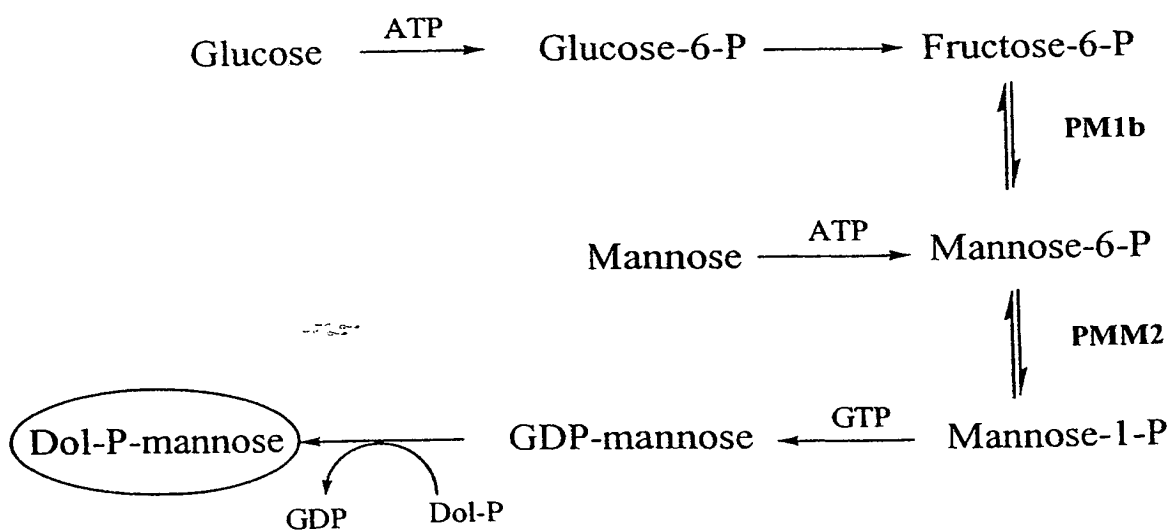 ATP
Glucose Glucose-6-P Fructose-6-P
PM1b
ATP
Mannose Mannose-6-P
PMM2
GTP
Dol-P-mannose GDP-mannose Mannose-1-P
GDP Dol-P